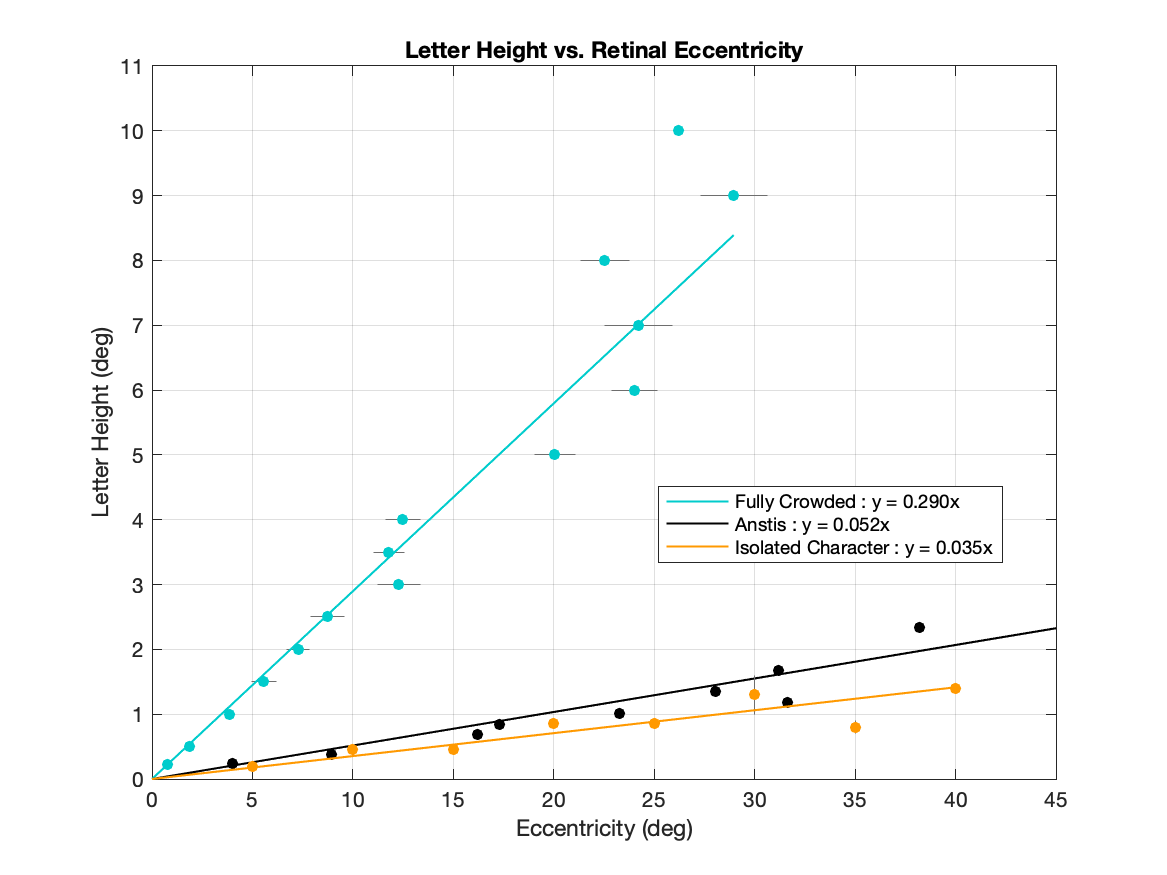 Letter Height vs. Retinal Eccentricity
11
10
9
8
7
6
5
4
3
2
1
0
Letter Height (deg)
Fully Crowded : y = 0.290x
Anstis : y = 0.052x
Isolated Character : y = 0.035x
0 5 10 15 20 25 30 35 40 45
Eccentricity (deg)